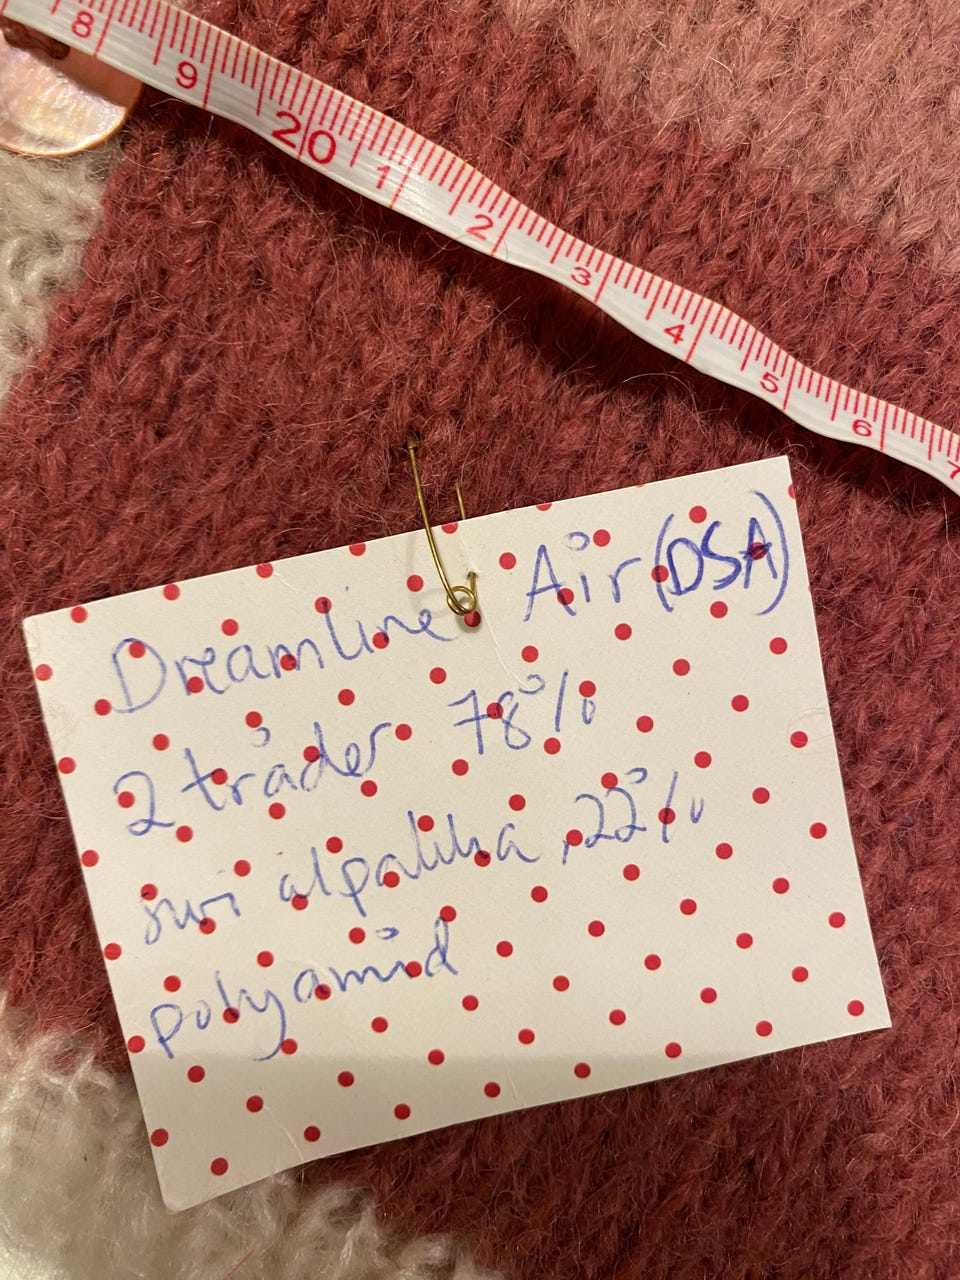 8 9 20 1 2 3 4 5 6 7
Dreamline Air (DSA)
2 tråder 78%
suri alpakka, 22%
polyamid